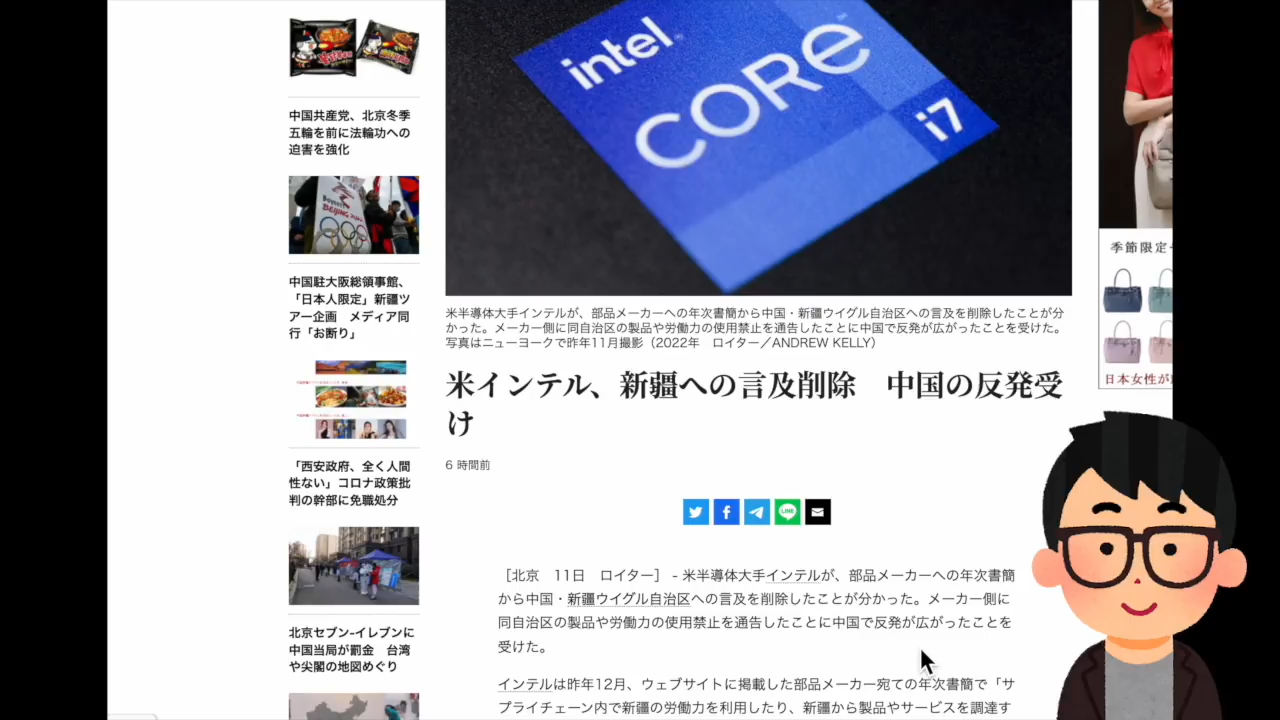 中国共産党、北京冬季
五輪を前に法輪功への
迫害を強化
BEIJING 2022
中国駐大阪総領事館、
「日本人限定」新疆ツ
アー企画　メディア同
行「お断り」
「西安政府、全く人間
性ない」コロナ政策批
判の幹部に免職処分
北京セブン-イレブンに
中国当局が罰金　台湾
や尖閣の地図めぐり
intel
CORe
i7
米半導体大手インテルが、部品メーカーへの年次書簡から中国・新疆ウイグル自治区への言及を削除したことが分
かった。メーカー側に同自治区の製品や労働力の使用禁止を通告したことに中国で反発が広がったことを受けた。
写真はニューヨークで昨年11月撮影（2022年　ロイター／ANDREW KELLY）
米インテル、新疆への言及削除　中国の反発受
け
6 時間前
LINE
［北京　11日　ロイター］ - 米半導体大手インテルが、部品メーカーへの年次書簡
から中国・新疆ウイグル自治区への言及を削除したことが分かった。メーカー側に
同自治区の製品や労働力の使用禁止を通告したことに中国で反発が広がったことを
受けた。
インテルは昨年12月、ウェブサイトに掲載した部品メーカー宛ての年次書簡で「サ
プライチェーン内で新疆の労働力を利用したり、新疆から製品やサービスを調達す
季節限定
日本女性が